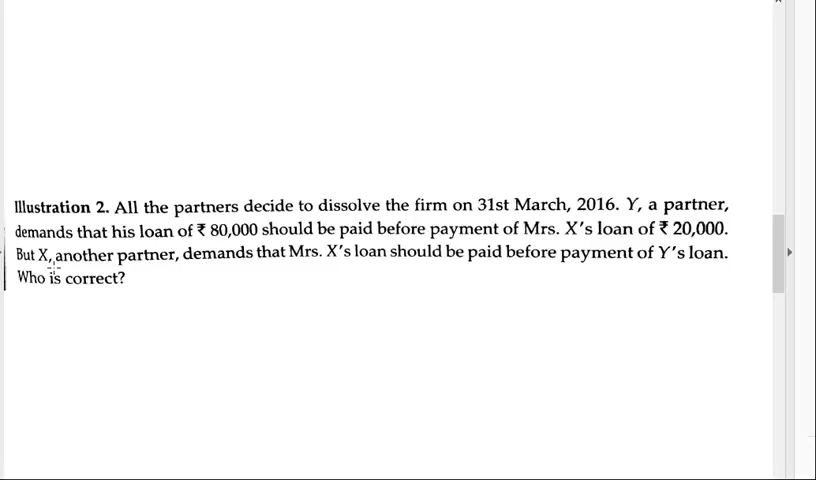 Illustration 2. All the partners decide to dissolve the firm on 31st March, 2016. Y, a partner,
demands that his loan of ₹ 80,000 should be paid before payment of Mrs. X's loan of ₹ 20,000.
But X, another partner, demands that Mrs. X's loan should be paid before payment of Y's loan.
Who is correct?